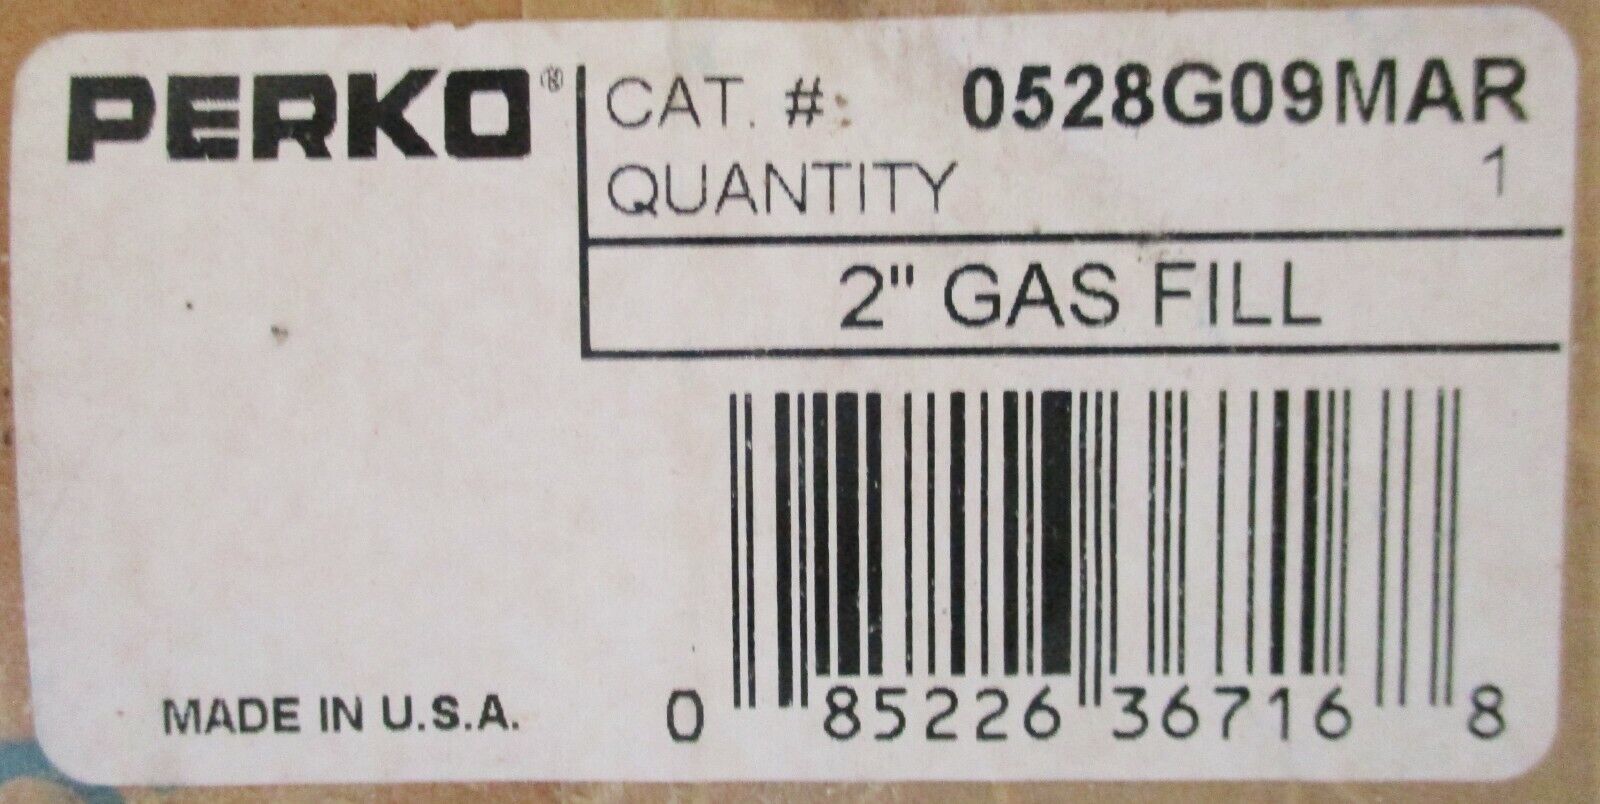 PERKO®
CAT. #: 0528G09MAR
QUANTITY 1
2" GAS FILL
MADE IN U.S.A.
0 85226 36716 8